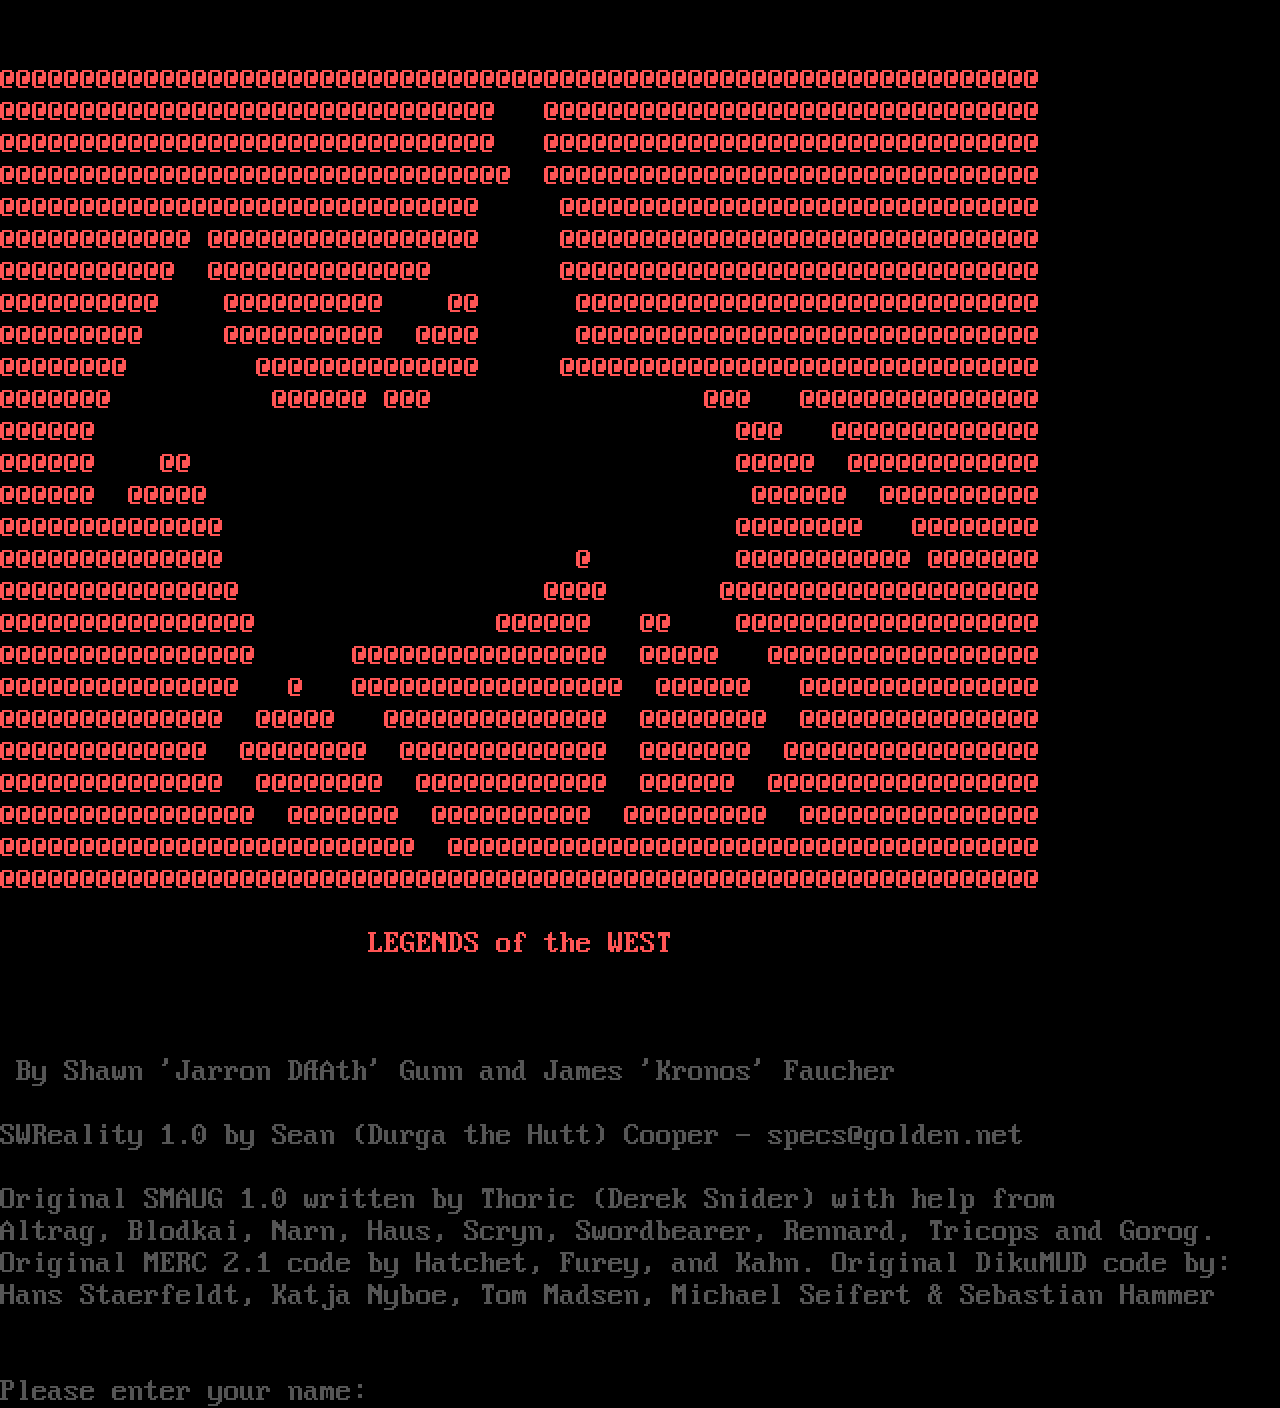 LEGENDS of the WEST
By Shawn 'Jarron DÆAth' Gunn and James 'Kronos' Faucher
SWReality 1.0 by Sean (Durga the Hutt) Cooper - specs@golden.net
Original SMAUG 1.0 written by Thoric (Derek Snider) with help from
Altrag, Blodkai, Narn, Haus, Scryn, Swordbearer, Rennard, Tricops and Gorog.
Original MERC 2.1 code by Hatchet, Furey, and Kahn. Original DikuMUD code by:
Hans Staerfeldt, Katja Nyboe, Tom Madsen, Michael Seifert & Sebastian Hammer
Please enter your name: